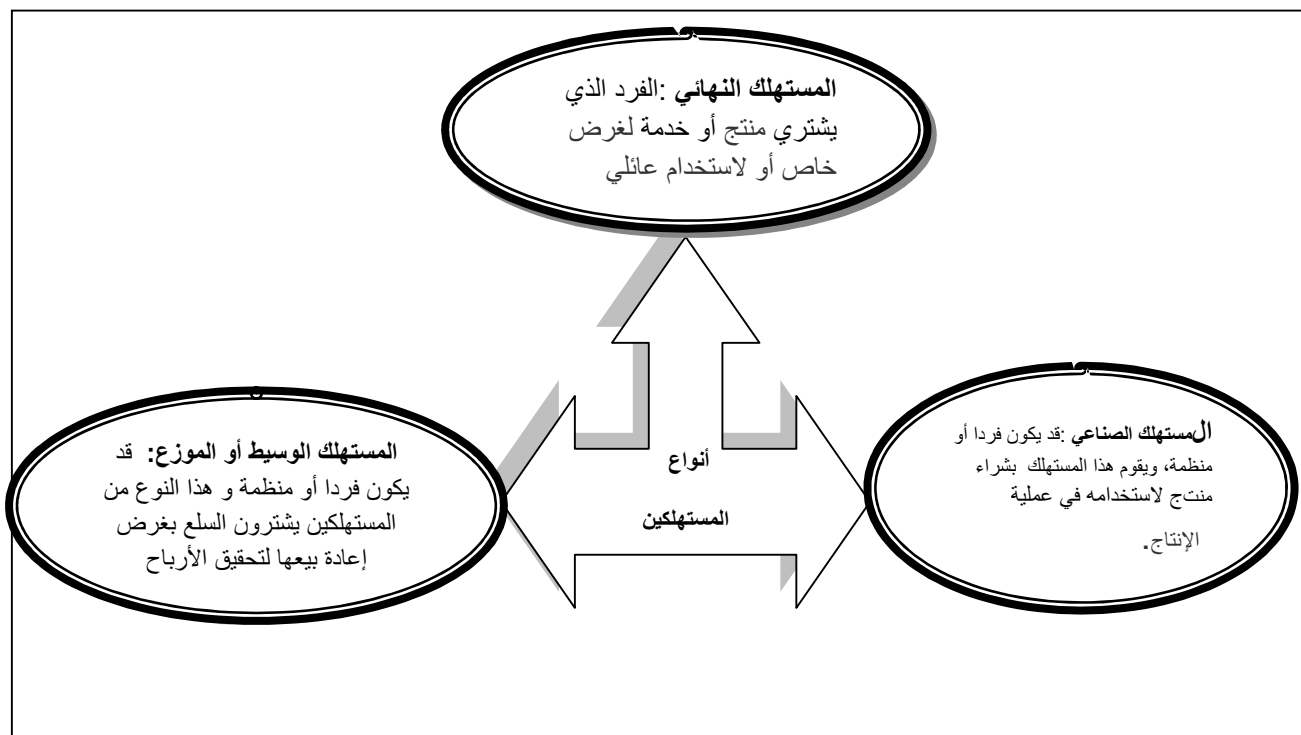 المستهلك النهائي :الفرد الذي
يشتري منتج أو خدمة لغرض
خاص أو لاستخدام عائلي
المستهلك الصناعي :قد يكون فردا أو
منظمة، ويقوم هذا المستهلك بشراء
منتج لاستخدامه في عملية
الإنتاج.
أنواع
المستهلكين
المستهلك الوسيط أو الموزع: قد
يكون فردا أو منظمة و هذا النوع من
المستهلكين يشترون السلع بغرض
إعادة بيعها لتحقيق الأرباح